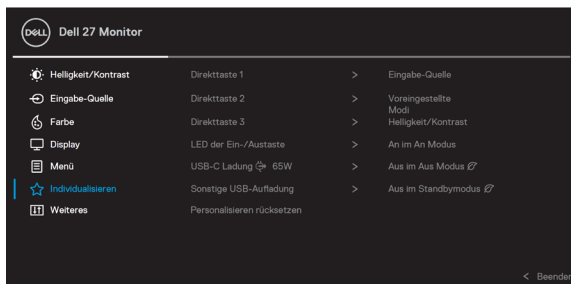 DELL Dell 27 Monitor
Helligkeit/Kontrast Direkttaste 1 > Eingabe-Quelle
Eingabe-Quelle Direkttaste 2 > Voreingestellte
Modi
Farbe Direkttaste 3 > Helligkeit/Kontrast
Display LED der Ein-/Austaste > An im An Modus
Menü USB-C Ladung 65W > Aus im Aus Modus
Individualisieren Sonstige USB-Aufladung > Aus im Standbymodus
Weiteres Personalisieren rücksetzen
< Beenden